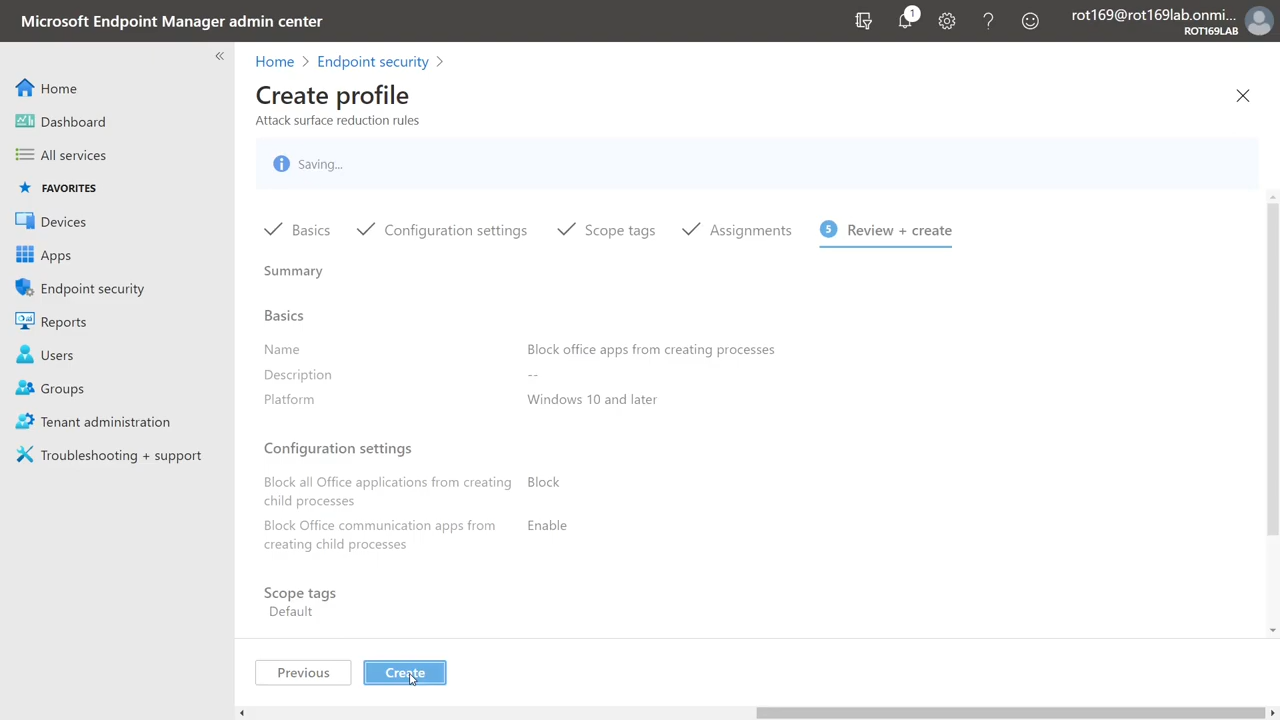 Microsoft Endpoint Manager admin center
1
rot169@rot169lab.onmi...
ROT169LAB
Home
Dashboard
All services
FAVORITES
Devices
Apps
Endpoint security
Reports
Users
Groups
Tenant administration
Troubleshooting + support
Home > Endpoint security >
Create profile
Attack surface reduction rules
Saving...
Basics Configuration settings Scope tags Assignments 5 Review + create
Summary
Basics
Name Block office apps from creating processes
Description --
Platform Windows 10 and later
Configuration settings
Block all Office applications from creating Block
child processes
Block Office communication apps from Enable
creating child processes
Scope tags
Default
Previous Create